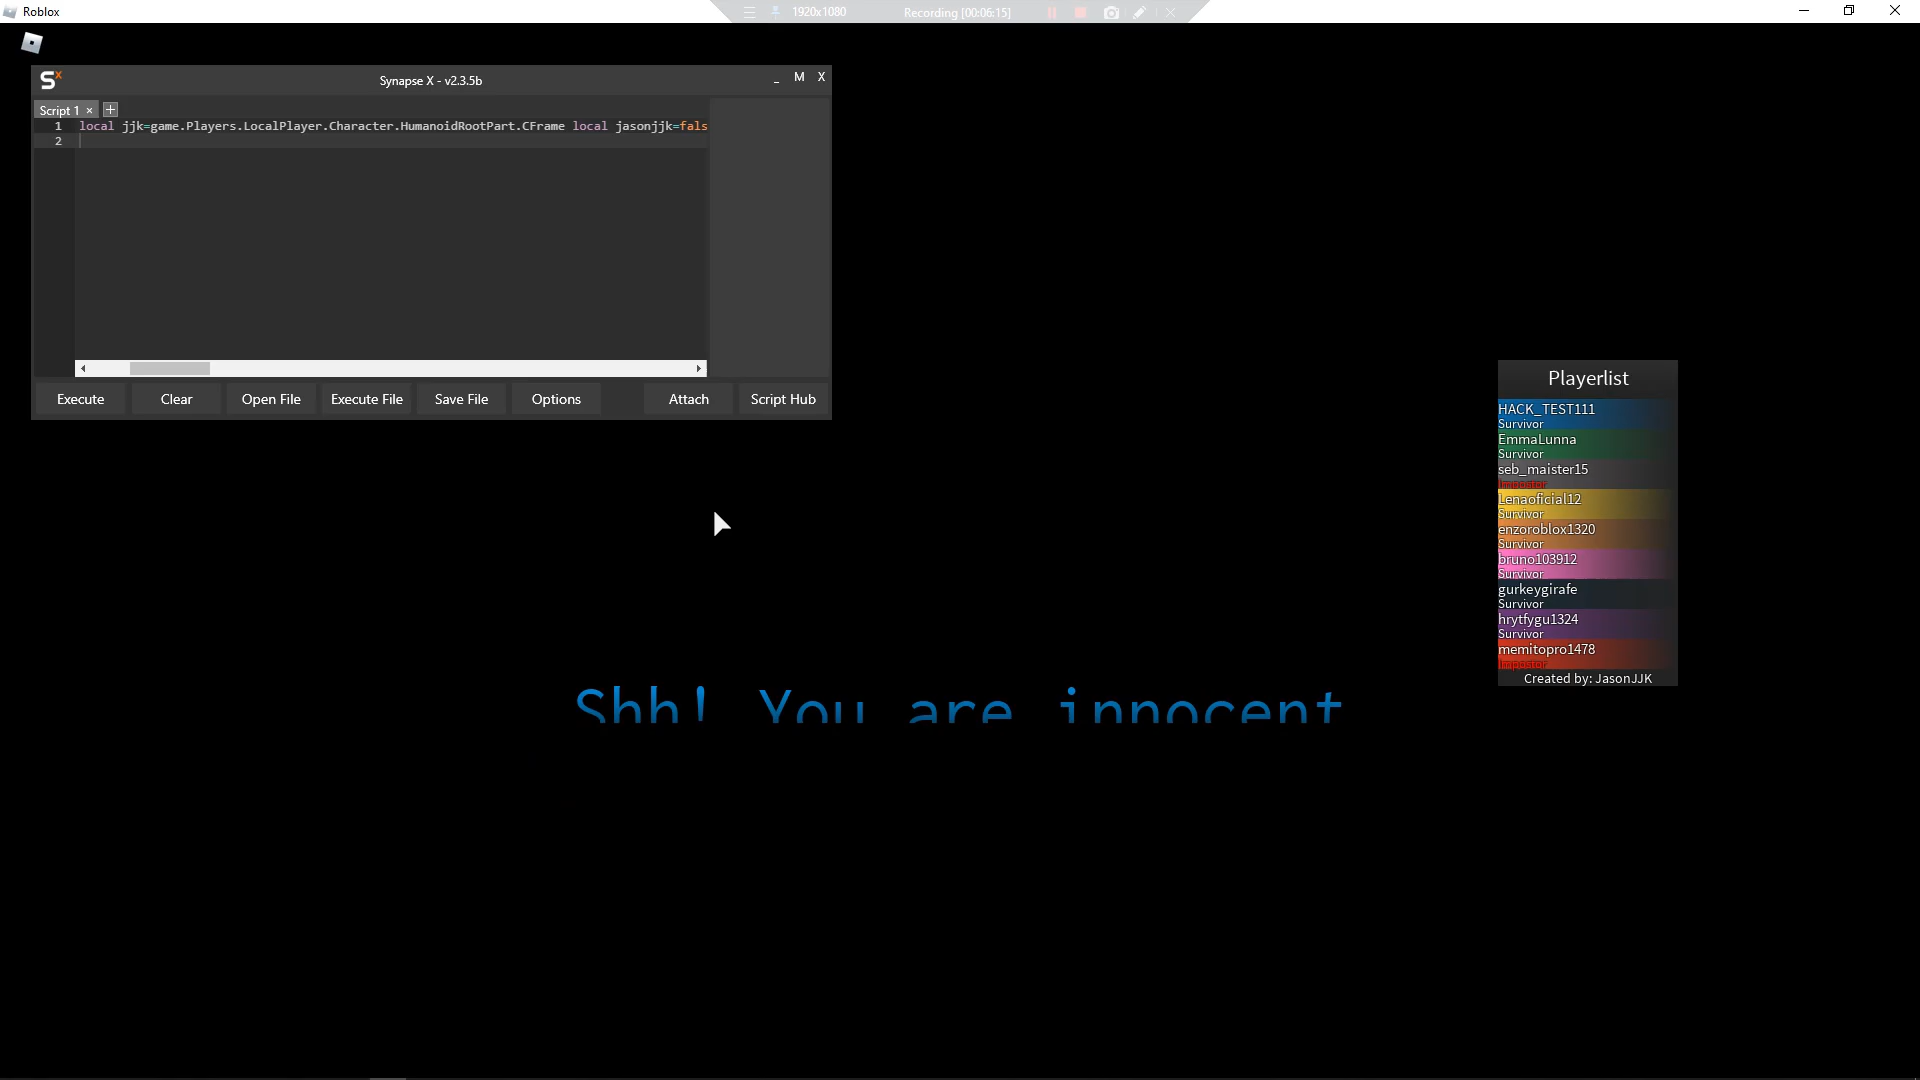 Roblox
1920x1080
Recording [00:06:15]
Synapse X - v2.3.5b
_ M X
Script 1 × +
1 local jjk=game.Players.LocalPlayer.Character.HumanoidRootPart.CFrame local jasonjjk=fals
2
Execute
Clear
Open File
Execute File
Save File
Options
Attach
Script Hub
Playerlist
HACK_TEST111
Survivor
EmmaLunna
Survivor
seb_maister15
Impostor
Lenaoficial12
Survivor
enzoroblox1320
Survivor
bruno103912
Survivor
gurkeygirafe
Survivor
hrytfygu1324
Survivor
memitopro1478
Impostor
Created by: JasonJJK
Shh! You are innocent